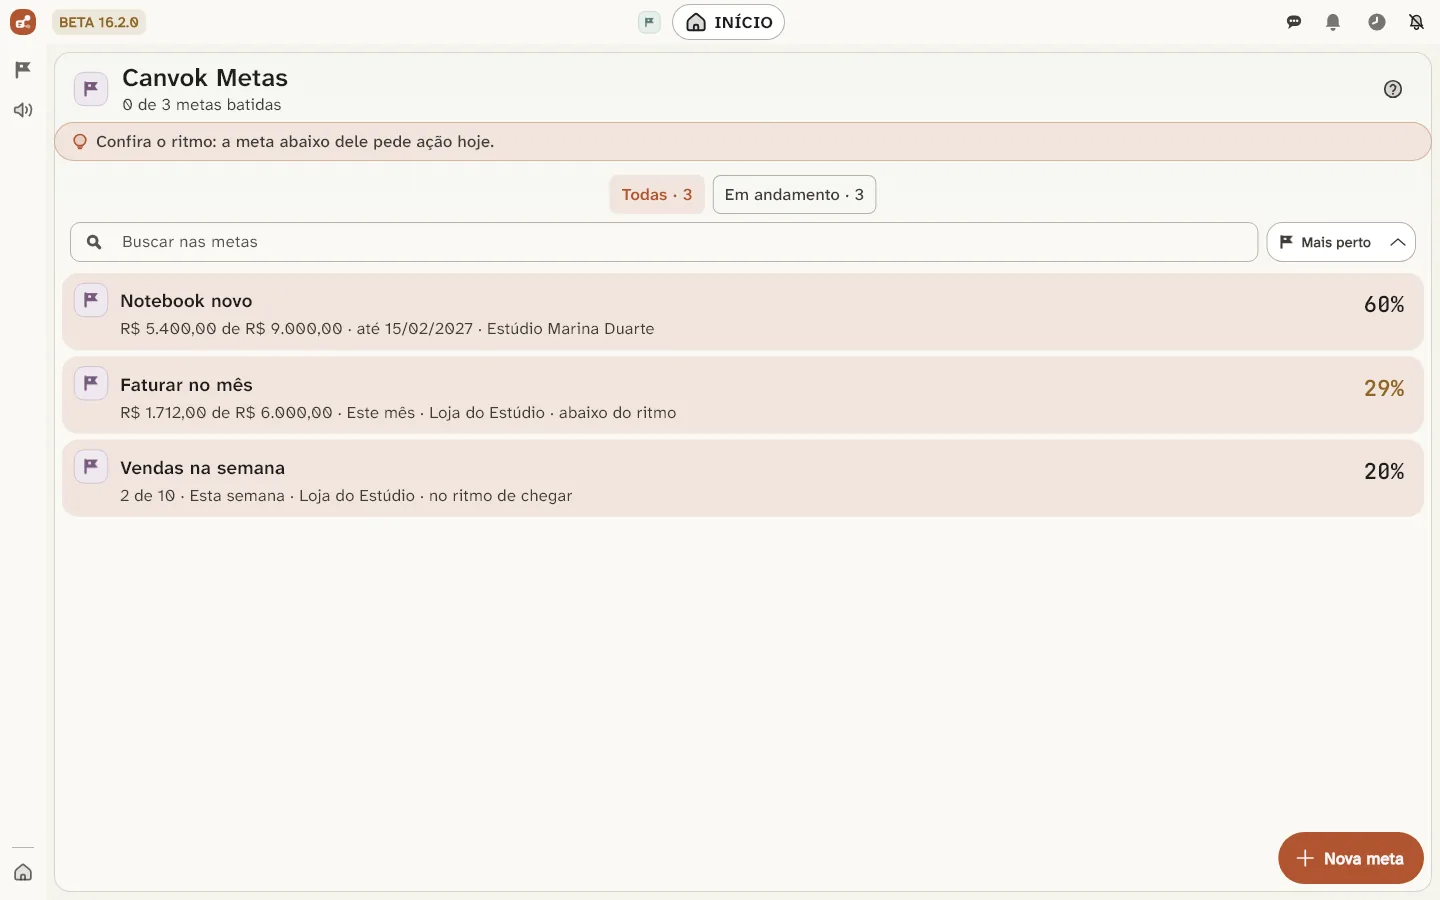 BETA 16.2.0
INÍCIO
Canvok Metas
0 de 3 metas batidas
Confira o ritmo: a meta abaixo dele pede ação hoje.
Todas · 3
Em andamento · 3
Buscar nas metas
Mais perto
Notebook novo
60%
R$ 5.400,00 de R$ 9.000,00 · até 15/02/2027 · Estúdio Marina Duarte
Faturar no mês
29%
R$ 1.712,00 de R$ 6.000,00 · Este mês · Loja do Estúdio · abaixo do ritmo
Vendas na semana
20%
2 de 10 · Esta semana · Loja do Estúdio · no ritmo de chegar
Nova meta